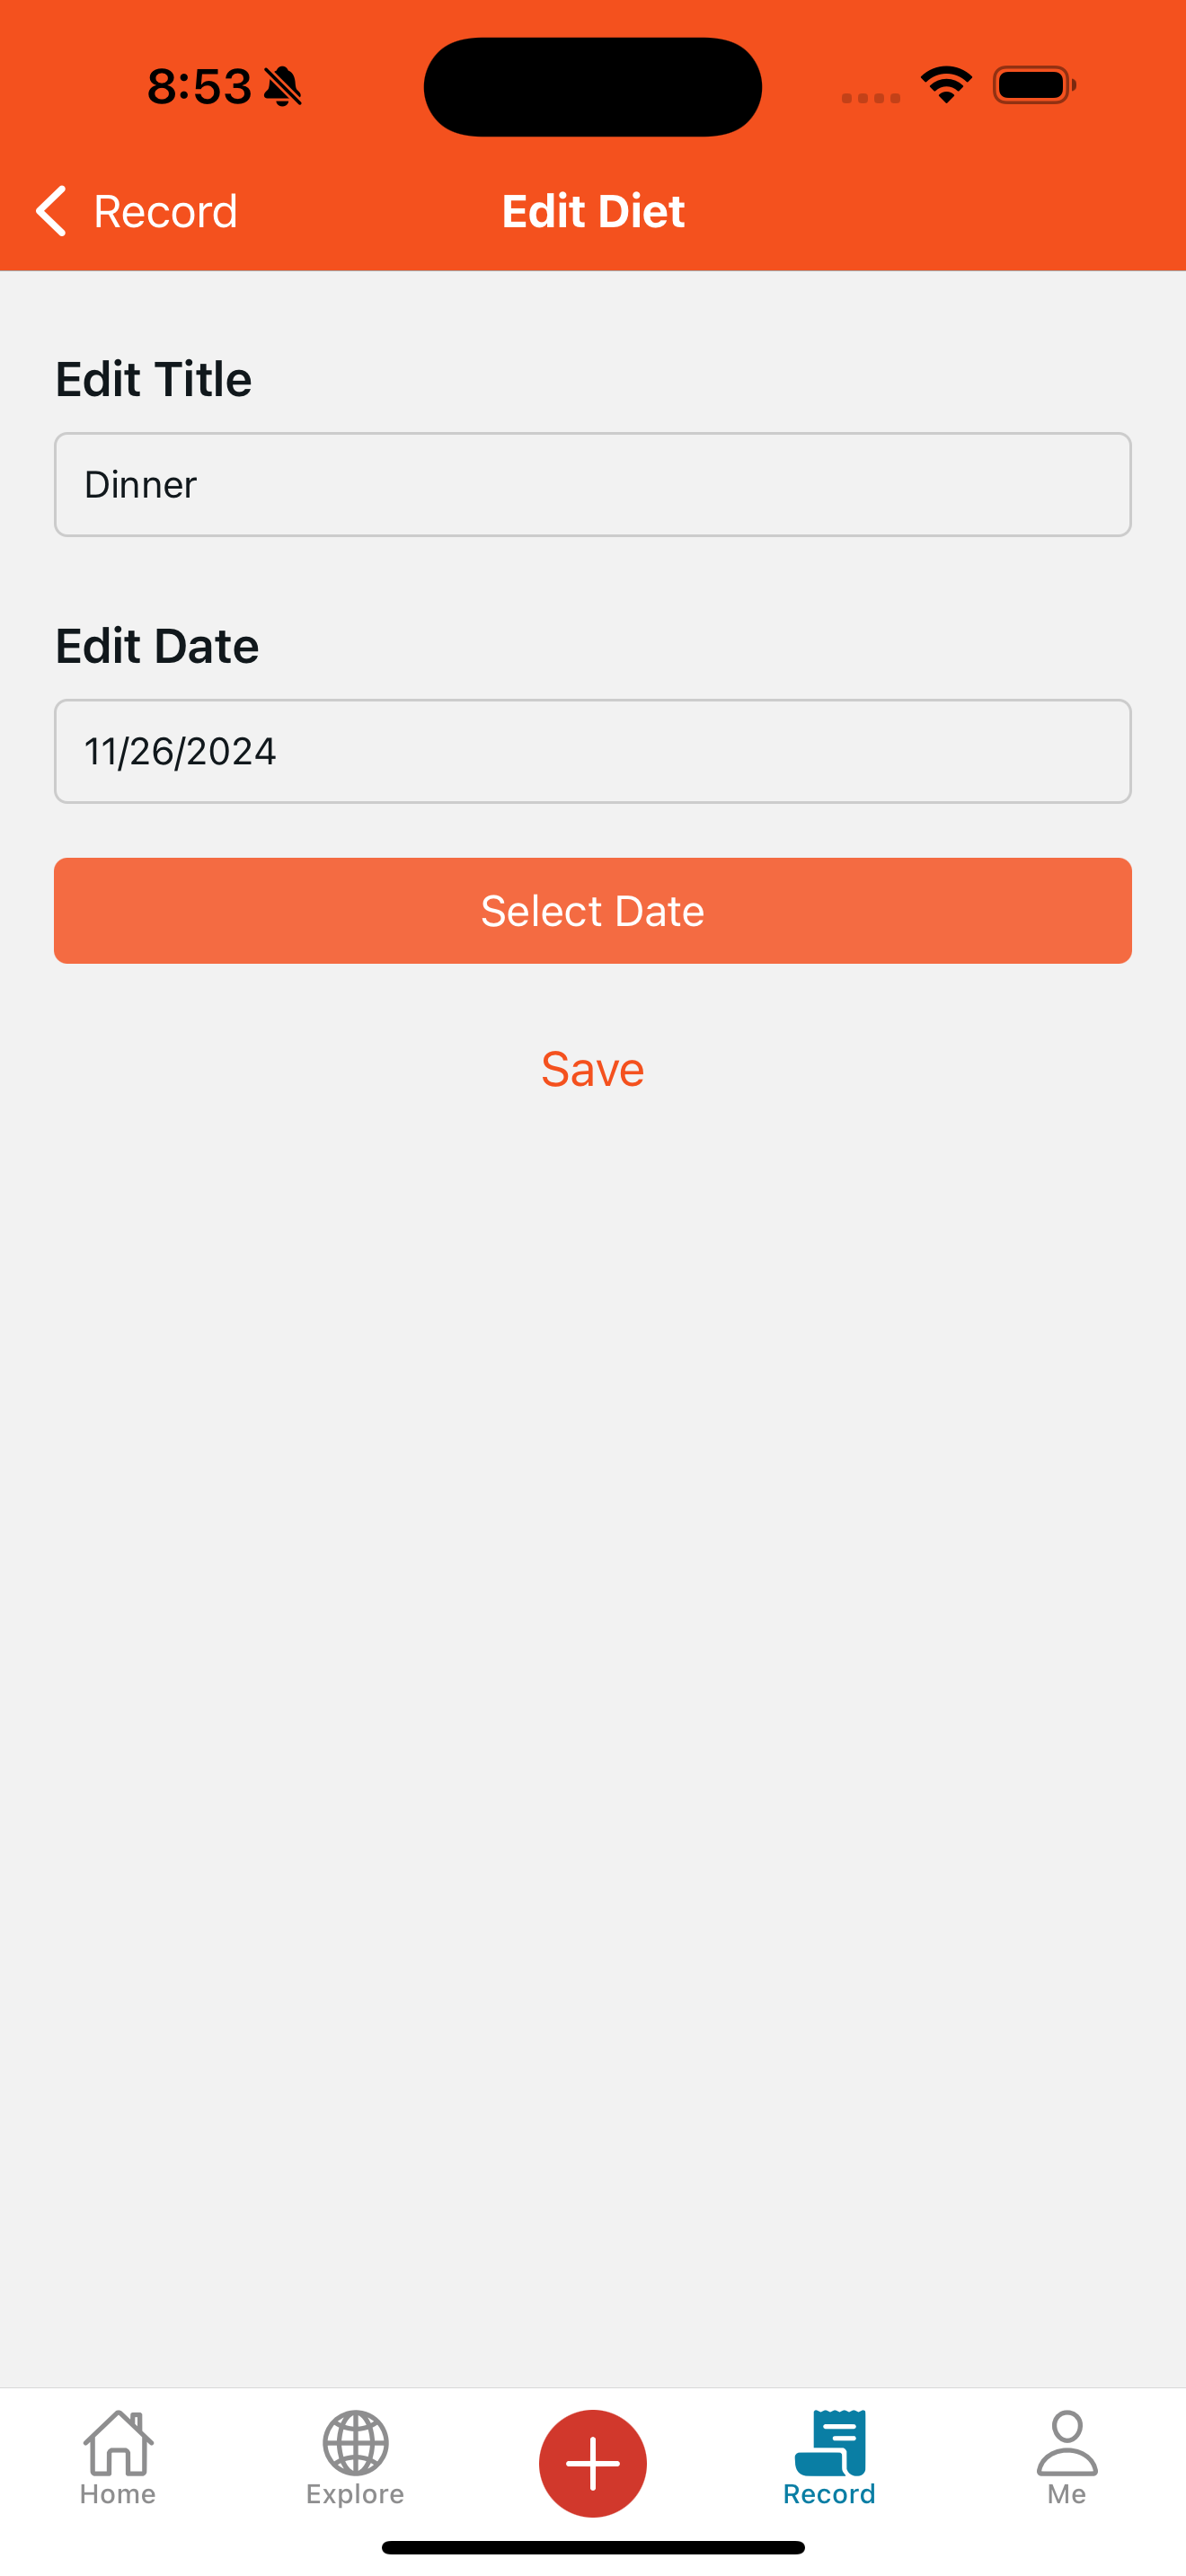 8:53
Record
Edit Diet
Edit Title
Dinner
Edit Date
11/26/2024
Select Date
Save
Home
Explore
Record
Me